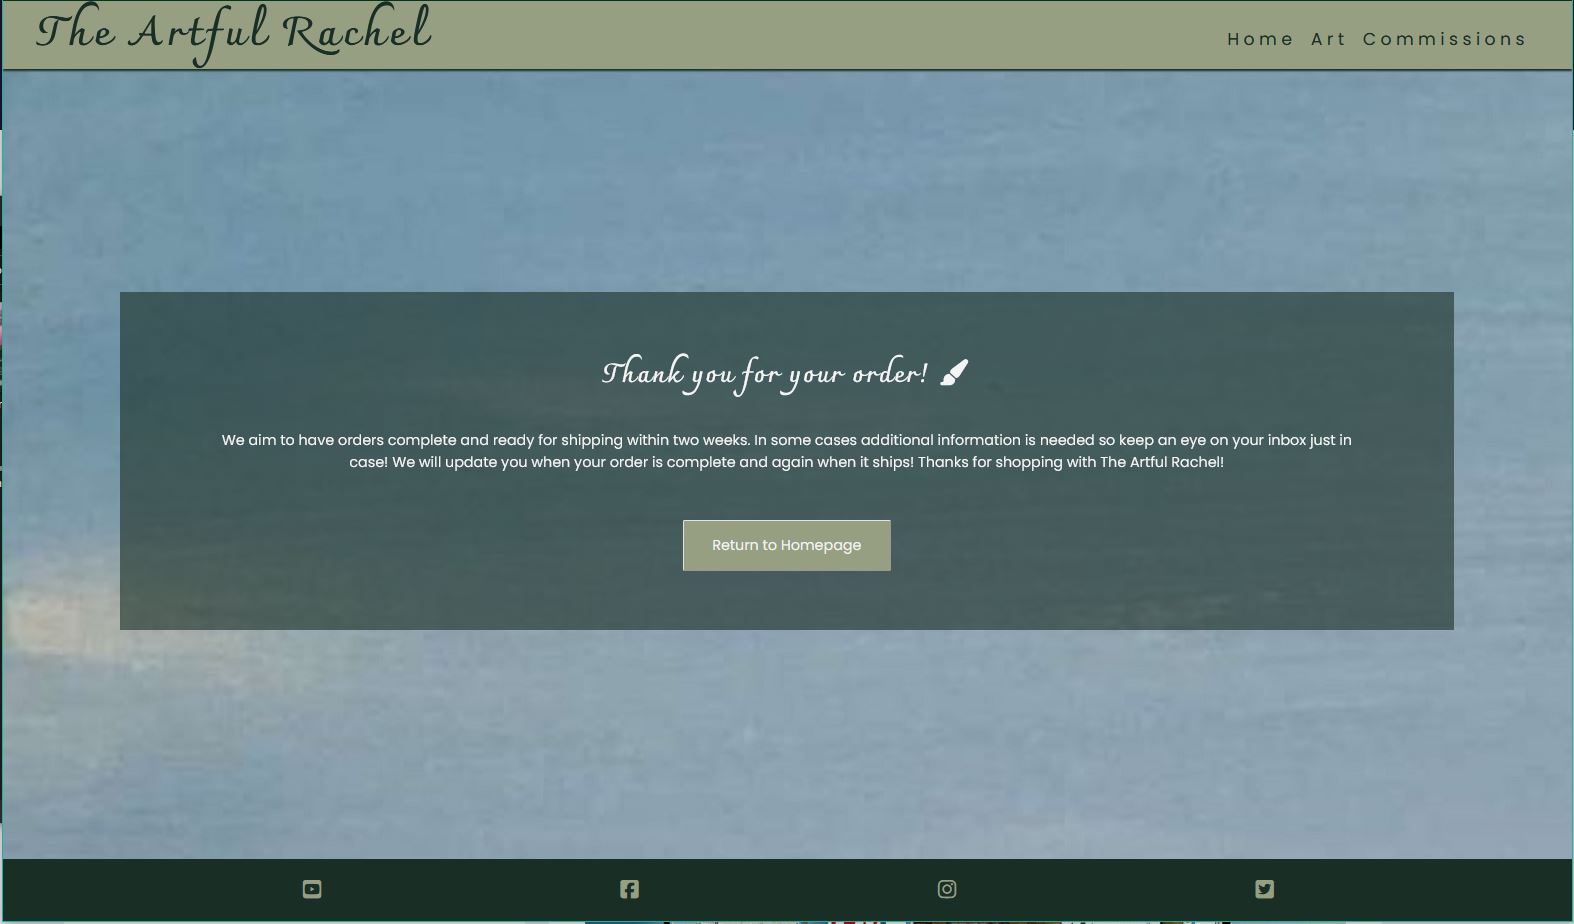 The Artful Rachel
Home Art Commissions
Thank you for your order!
We aim to have orders complete and ready for shipping within two weeks. In some cases additional information is needed so keep an eye on your inbox just in
case! We will update you when your order is complete and again when it ships! Thanks for shopping with The Artful Rachel!
Return to Homepage